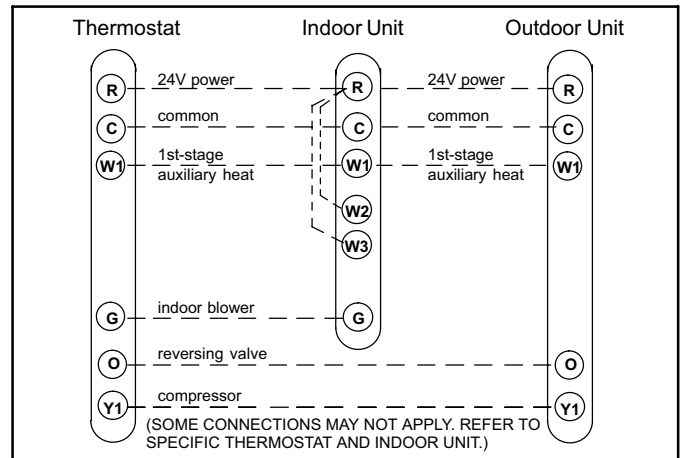 Thermostat Indoor Unit Outdoor Unit
R 24V power R 24V power R
C common C common C
W1 1st-stage auxiliary heat W1 1st-stage auxiliary heat W1
W2
W3
G indoor blower G
O reversing valve O
Y1 compressor Y1
(SOME CONNECTIONS MAY NOT APPLY. REFER TO
SPECIFIC THERMOSTAT AND INDOOR UNIT.)